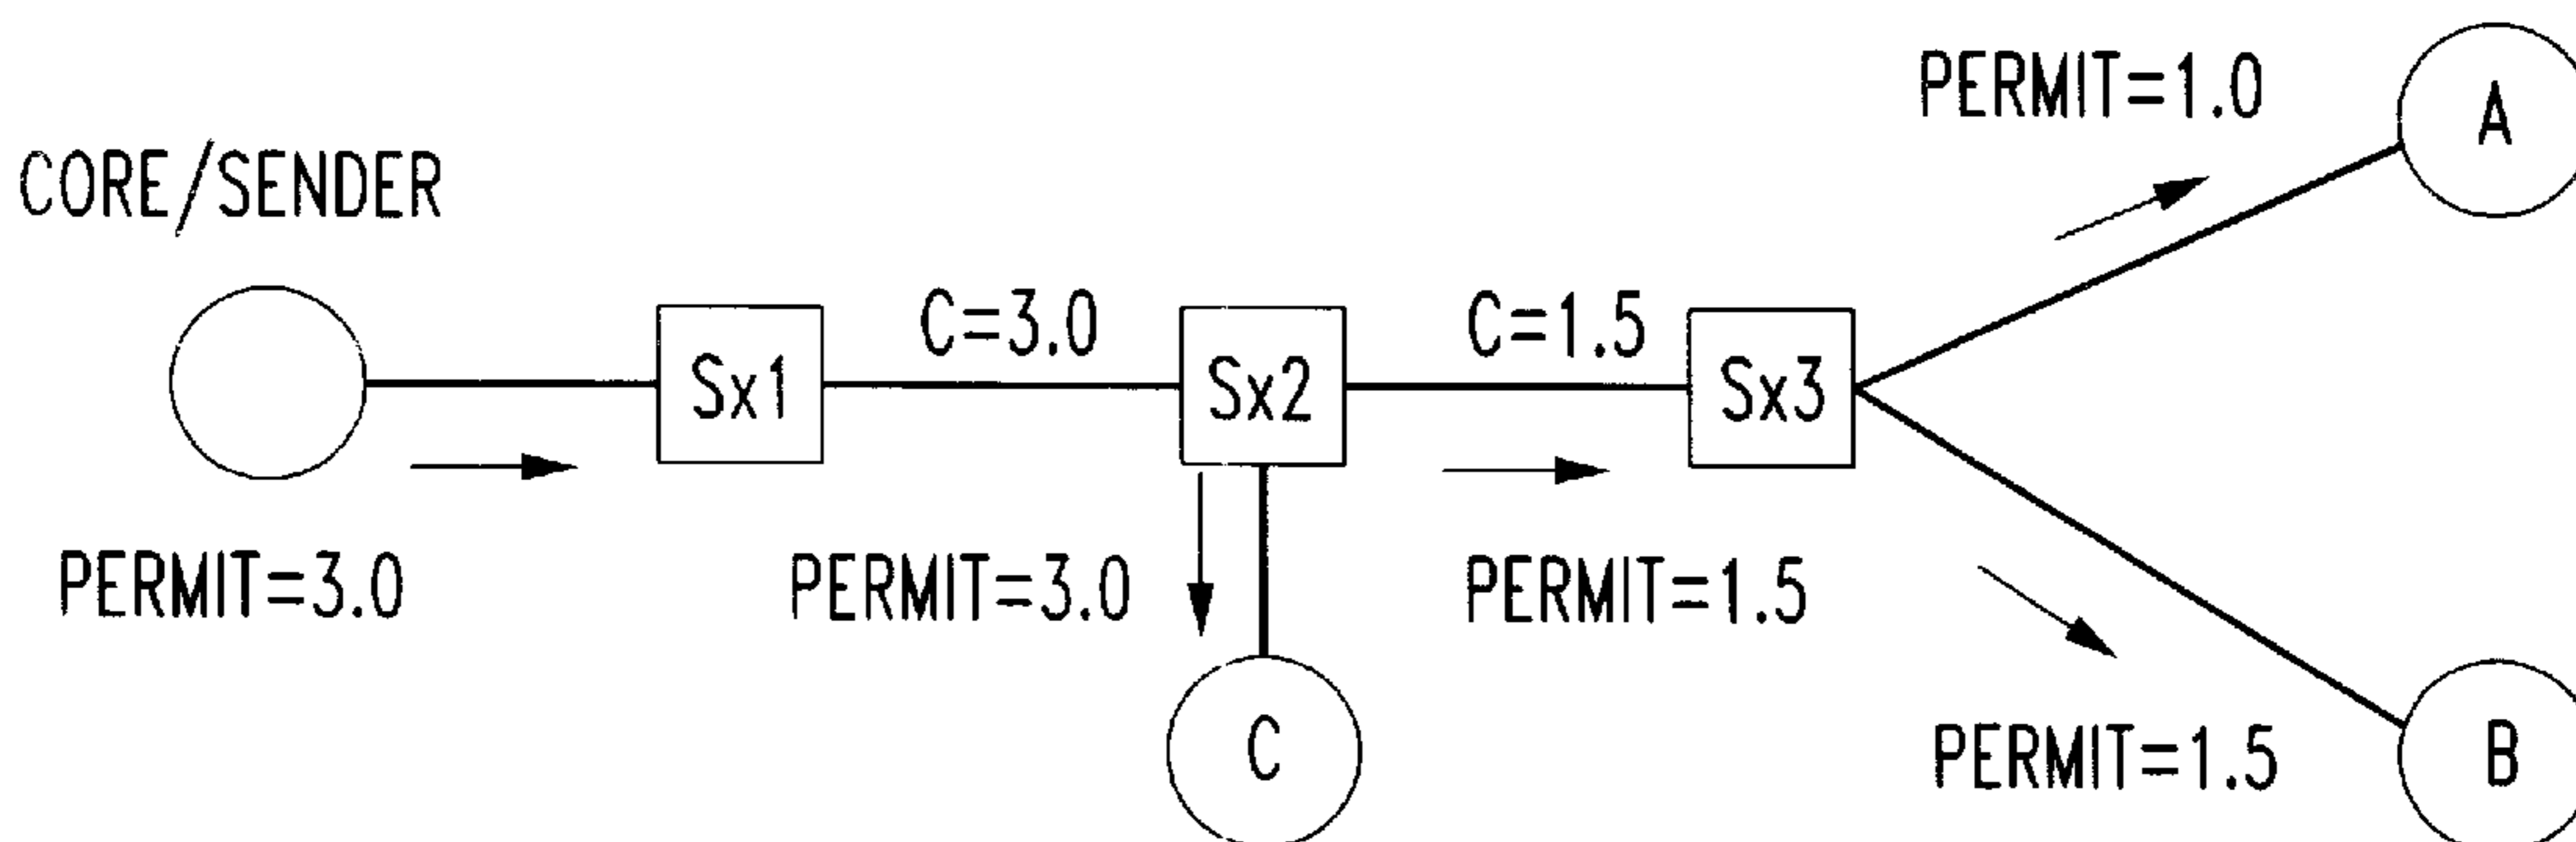 PERMIT=1.0
A
CORE/SENDER
C=3.0
C=1.5
Sx1
Sx2
Sx3
PERMIT=3.0
PERMIT=3.0
PERMIT=1.5
C
PERMIT=1.5
B